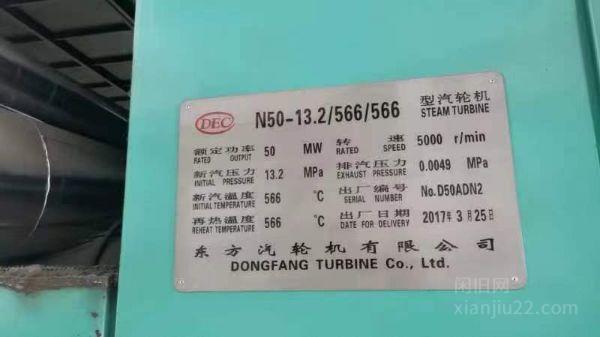 DEC N50-13.2/566/566 型汽轮机
STEAM TURBINE
额定功率 50 MW 转速 5000 r/min
RATED OUTPUT RATED SPEED
新汽压力 13.2 MPa 排汽压力 0.0049 MPa
INITIAL PRESSURE EXHAUST PRESSURE
新汽温度 566 ℃ 出厂编号 No.D50ADN2
INITIAL TEMPERATURE SERIAL NUMBER
再热温度 566 ℃ 出厂日期 2017年3月25日
REHEAT TEMPERATURE DATE FOR DELIVERY
东方汽轮机有限公司
DONGFANG TURBINE Co., Ltd.
闲旧网
xianjiu22.com